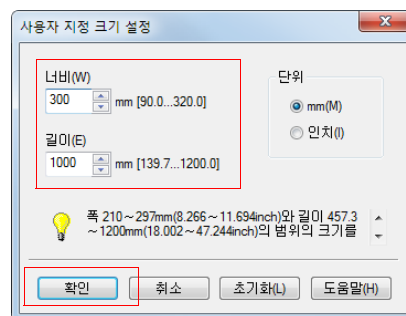 사용자 지정 크기 설정
너비(W)
300 mm [90.0...320.0]
길이(E)
1000 mm [139.7...1200.0]
단위
mm(M)
인치(I)
폭 210～297mm(8.266～11.694inch)와 길이 457.3
～1200mm(18.002～47.244inch)의 범위의 크기를
확인 취소 초기화(L) 도움말(H)